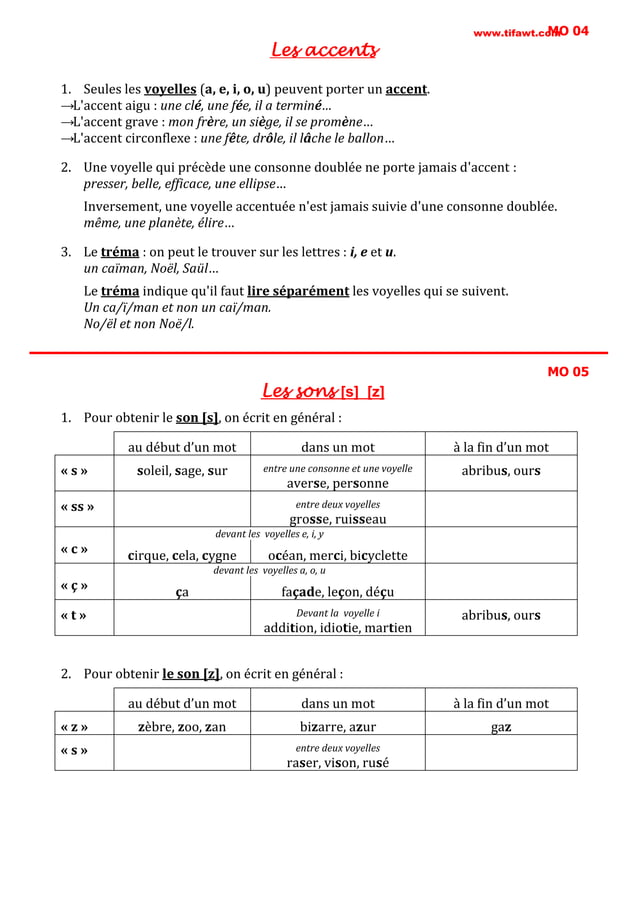 www.tifawt.com MO 04
Les accents
1. Seules les voyelles (a, e, i, o, u) peuvent porter un accent.
→L'accent aigu : une clé, une fée, il a terminé…
→L'accent grave : mon frère, un siège, il se promène…
→L'accent circonflexe : une fête, drôle, il lâche le ballon…
2. Une voyelle qui précède une consonne doublée ne porte jamais d'accent :
presser, belle, efficace, une ellipse…
Inversement, une voyelle accentuée n'est jamais suivie d'une consonne doublée.
même, une planète, élire…
3. Le tréma : on peut le trouver sur les lettres : i, e et u.
un caïman, Noël, Saül…
Le tréma indique qu'il faut lire séparément les voyelles qui se suivent.
Un ca/ï/man et non un caï/man.
No/ël et non Noë/l.
MO 05
Les sons [s] [z]
1. Pour obtenir le son [s], on écrit en général :
au début d'un mot dans un mot à la fin d'un mot
« s » soleil, sage, sur entre une consonne et une voyelle abribus, ours
averse, personne
« ss » entre deux voyelles
grosse, ruisseau
devant les voyelles e, i, y
« c » cirque, cela, cygne océan, merci, bicyclette
devant les voyelles a, o, u
« ç » ça façade, leçon, déçu
« t » Devant la voyelle i abribus, ours
addition, idiotie, martien
2. Pour obtenir le son [z], on écrit en général :
au début d'un mot dans un mot à la fin d'un mot
« z » zèbre, zoo, zan bizarre, azur gaz
« s » entre deux voyelles
raser, vison, rusé